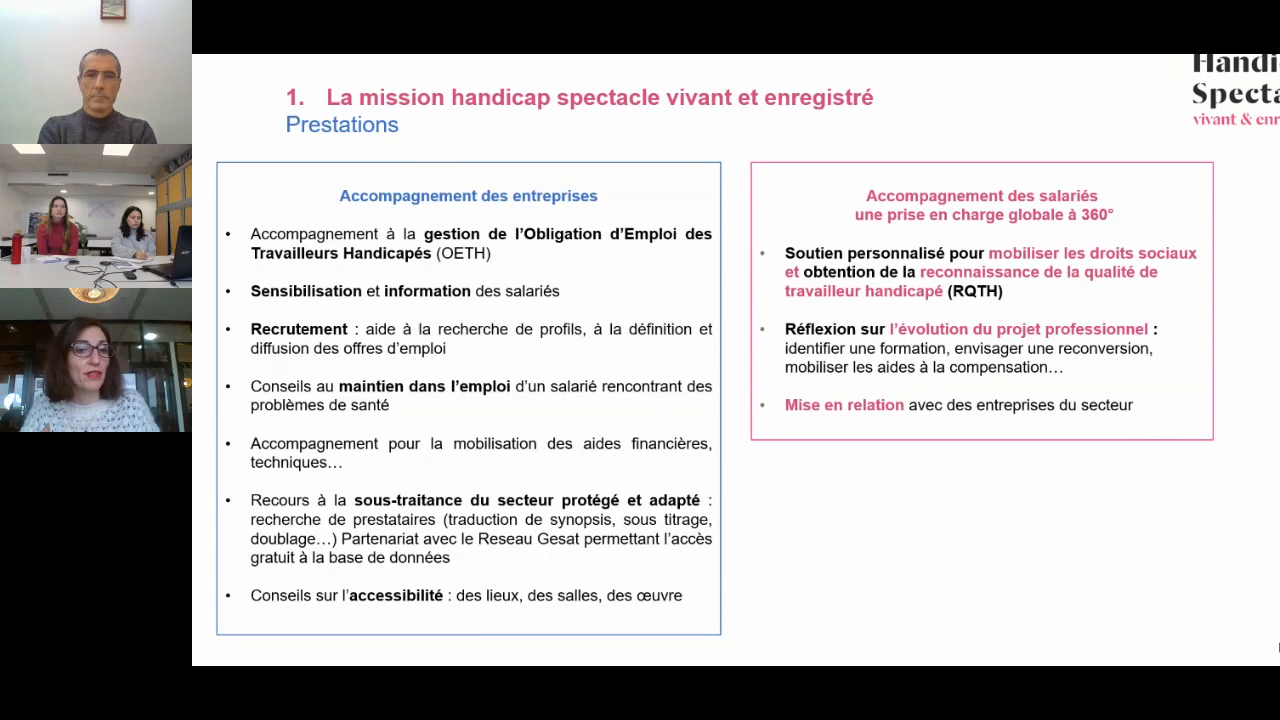 Handi
Specta
vivant & enr
1. La mission handicap spectacle vivant et enregistré
Prestations
Accompagnement des entreprises
• Accompagnement à la gestion de l'Obligation d'Emploi des
Travailleurs Handicapés (OETH)
• Sensibilisation et information des salariés
• Recrutement : aide à la recherche de profils, à la définition et
diffusion des offres d'emploi
• Conseils au maintien dans l'emploi d'un salarié rencontrant des
problèmes de santé
• Accompagnement pour la mobilisation des aides financières,
techniques…
• Recours à la sous-traitance du secteur protégé et adapté :
recherche de prestataires (traduction de synopsis, sous titrage,
doublage…) Partenariat avec le Reseau Gesat permettant l'accès
gratuit à la base de données
• Conseils sur l'accessibilité : des lieux, des salles, des œuvre
Accompagnement des salariés
une prise en charge globale à 360°
• Soutien personnalisé pour mobiliser les droits sociaux
et obtention de la reconnaissance de la qualité de
travailleur handicapé (RQTH)
• Réflexion sur l'évolution du projet professionnel :
identifier une formation, envisager une reconversion,
mobiliser les aides à la compensation…
• Mise en relation avec des entreprises du secteur